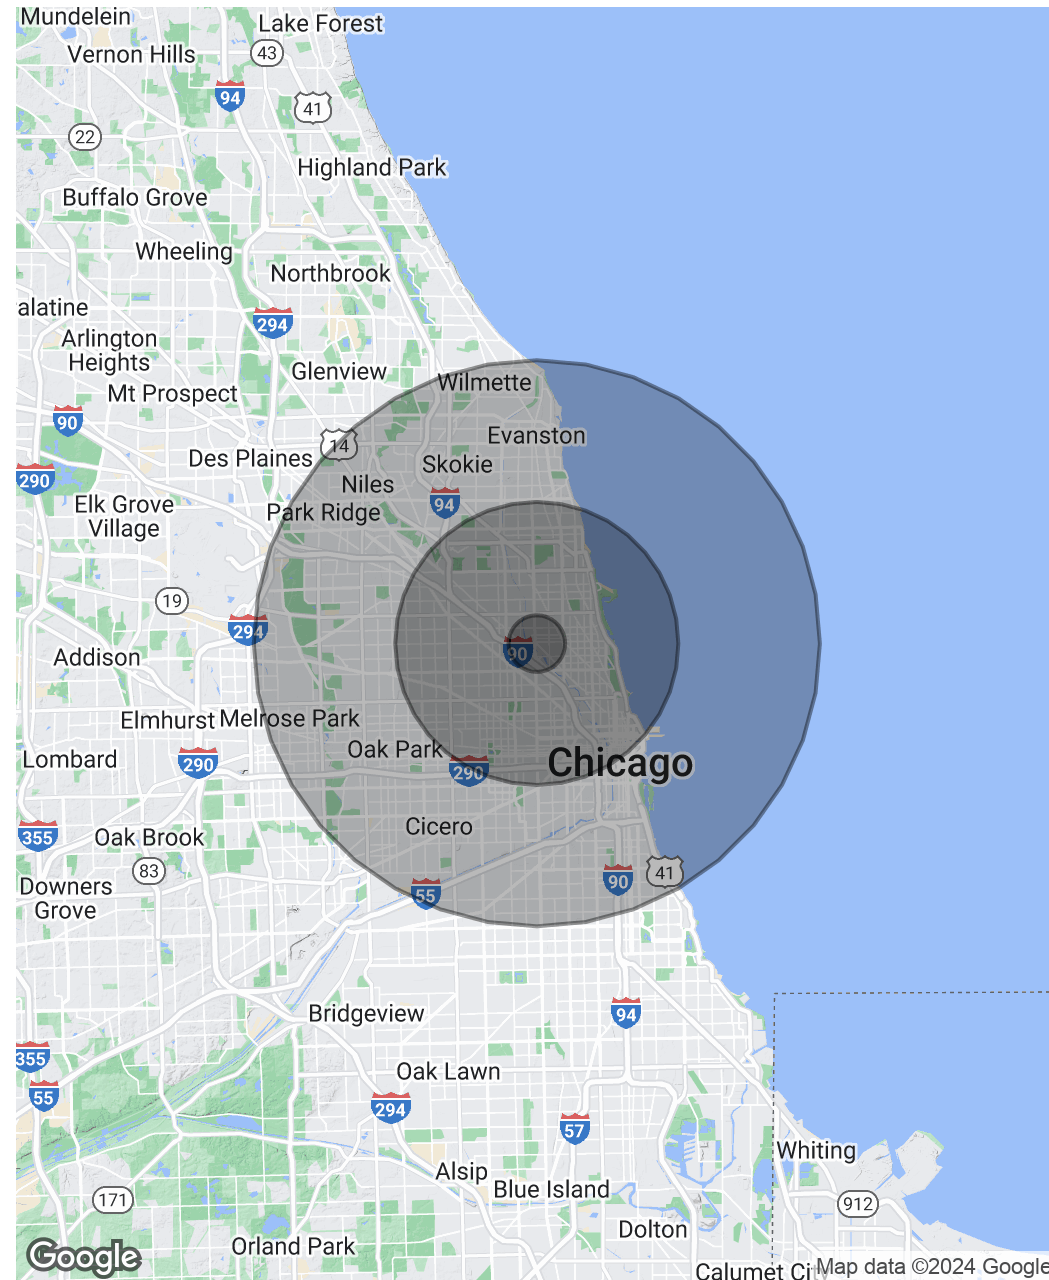 Mundelein
Lake Forest
43
Vernon Hills
94
41
22
Highland Park
Buffalo Grove
Wheeling
Northbrook
alatine
294
Arlington
Heights
Glenview
Wilmette
Mt Prospect
90
Evanston
14
Des Plaines
Skokie
290
Niles
94
Elk Grove
Village
Park Ridge
19
294
90
Addison
Elmhurst
Melrose Park
Oak Park
Lombard
290
290
Chicago
Cicero
355
Oak Brook
83
41
90
Downers
Grove
55
Bridgeview
94
355
Oak Lawn
55
294
57
Whiting
Alsip
Blue Island
171
912
Dolton
Orland Park
Google
Calumet Cit
Map data ©2024 Google